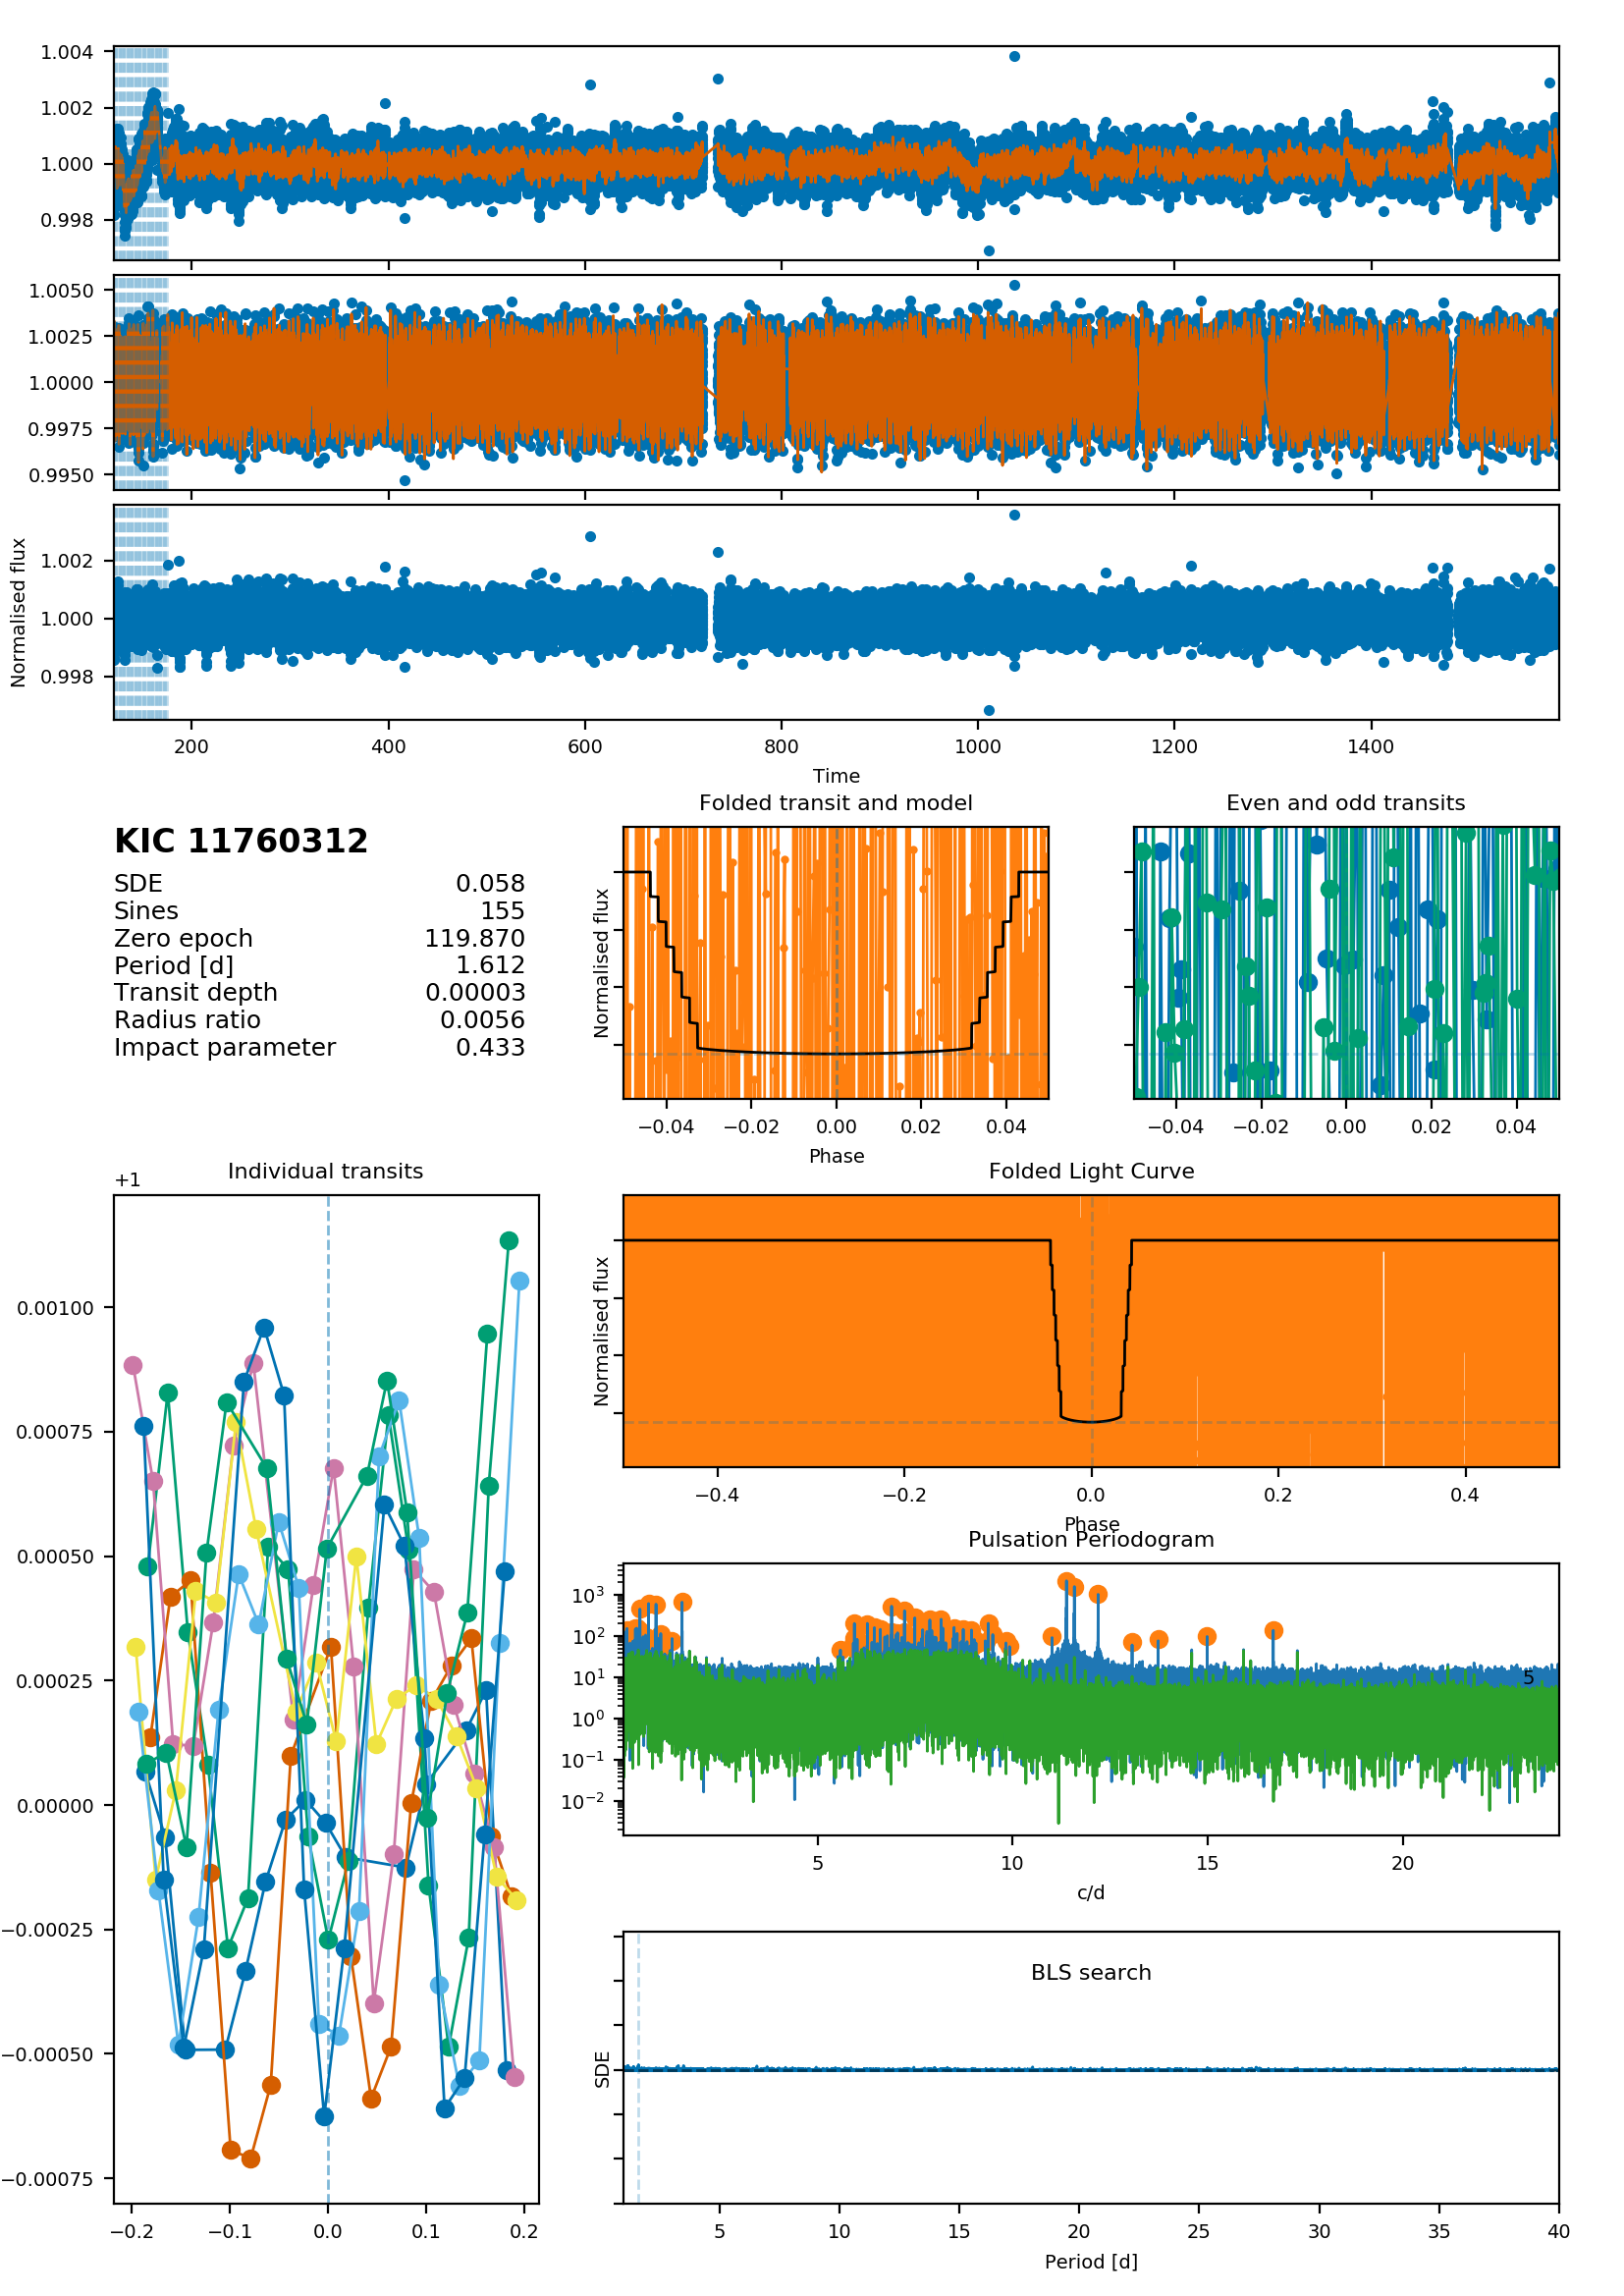 1.004
1.002
1.000
0.998
1.0050
1.0025
1.0000
0.9975
0.9950
Normalised flux
1.002
1.000
0.998
200 400 600 800 1000 1200 1400
Time
KIC 11760312
SDE 0.058
Sines 155
Zero epoch 119.870
Period [d] 1.612
Transit depth 0.00003
Radius ratio 0.0056
Impact parameter 0.433
Folded transit and model
Normalised flux
−0.04 −0.02 0.00 0.02 0.04
Phase
Even and odd transits
−0.04 −0.02 0.00 0.02 0.04
Individual transits
+1
0.00100
0.00075
0.00050
0.00025
0.00000
−0.00025
−0.00050
−0.00075
−0.2 −0.1 0.0 0.1 0.2
Folded Light Curve
Normalised flux
−0.4 −0.2 0.0 0.2 0.4
Phase
Pulsation Periodogram
10³
10²
10¹
10⁰
10⁻¹
10⁻²
5
5 10 15 20
c/d
BLS search
SDE
5 10 15 20 25 30 35 40
Period [d]